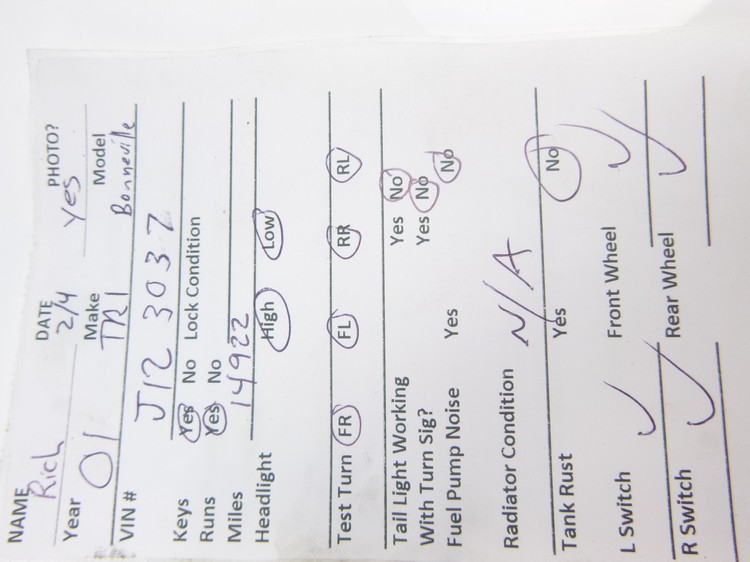 NAME Rich DATE 2/4 PHOTO? Yes
Year 01 Make TRI Model Bonneville
VIN # J123037
Keys Yes No Lock Condition
Runs Yes No
Miles 14922
Headlight High Low
Test Turn FR FL RR RL
Tail Light Working Yes No
With Turn Sig? Yes No
Fuel Pump Noise Yes No
Radiator Condition N/A
Tank Rust Yes No
L Switch Front Wheel
R Switch Rear Wheel